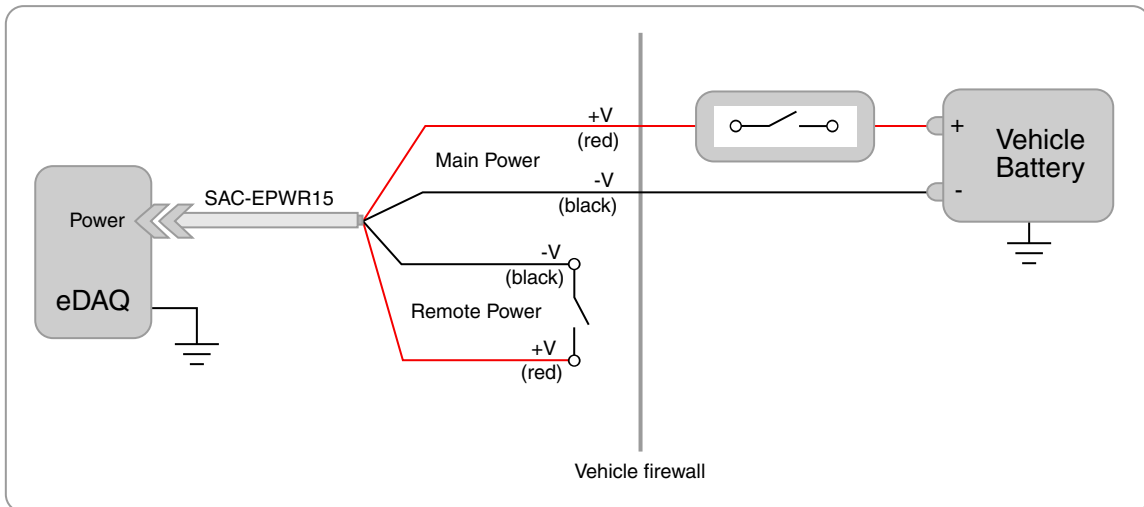 +V
(red)
Main Power
+
Vehicle
Battery
SAC-EPWR15
-V
(black)
-
Power
eDAQ
-V
(black)
Remote Power
+V
(red)
Vehicle firewall